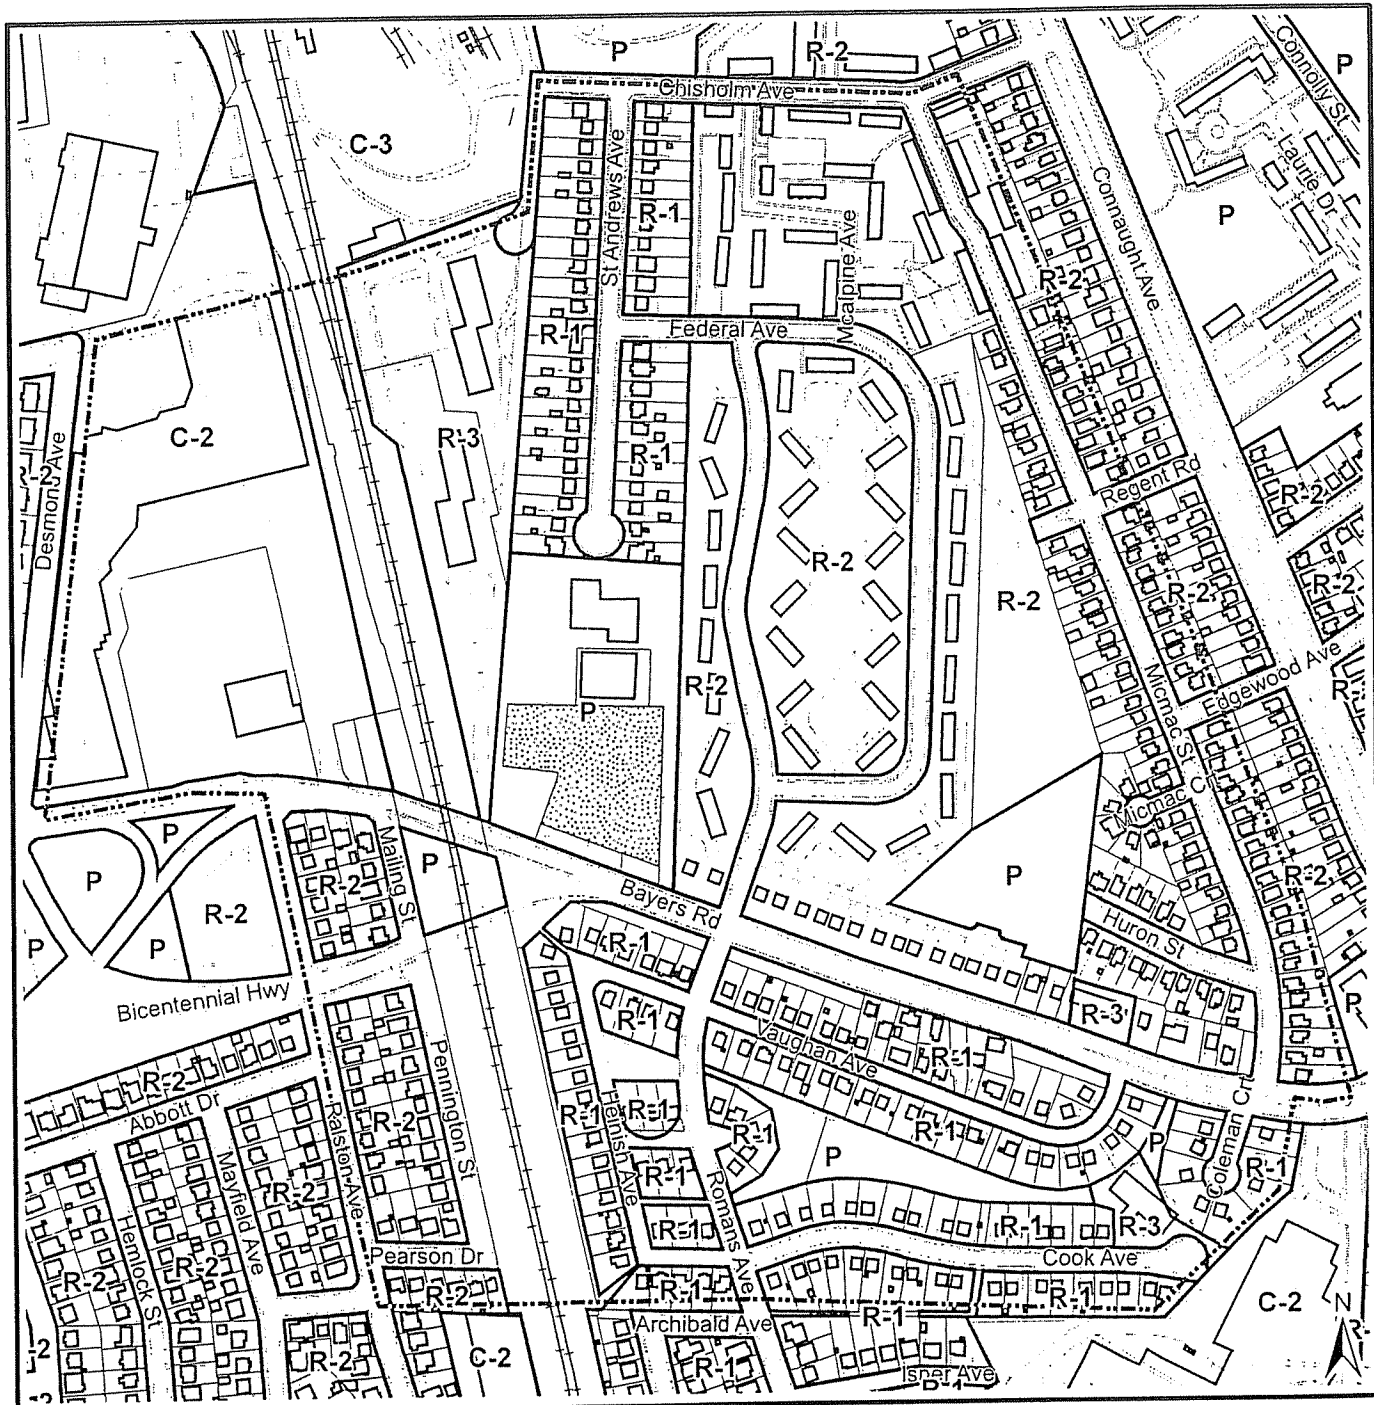 P
R-2
Connolly St
P
Chisholm Ave
C-3
St Andrews Ave
R-1
Connaught Ave
Laurie Dr
P
Mcalpine Ave
R-2
R-1
Federal Ave
C-2
R-3
R-1
R-2
Desmond Ave
Regent Rd
R-2
R-2
R-2
R-2
R-2
R-2
P
Micmac St
Edgewood Ave
Micmac Crt
P
P
R-2
Mailing St
P
R-2
P
P
P
R-2
Bayers Rd
R-1
Huron St
Bicentennial Hwy
R-1
R-3
P
Vaughan Ave
R-1
Pennington St
R-2
Abbott Dr
R-2
Ralston Ave
R-1
R-1
R-1
R-1
P
P
Coleman Crt
R-1
Romans Ave
R-1
R-2
Mayfield Ave
R-1
R-1
R-3
Hemlock St
R-2
R-2
Pearson Dr
Cook Ave
R-2
R-1
R-1
C-2
N
Archibald Ave
R-1
R-2
C-2
R-1
Isner Ave
R-1